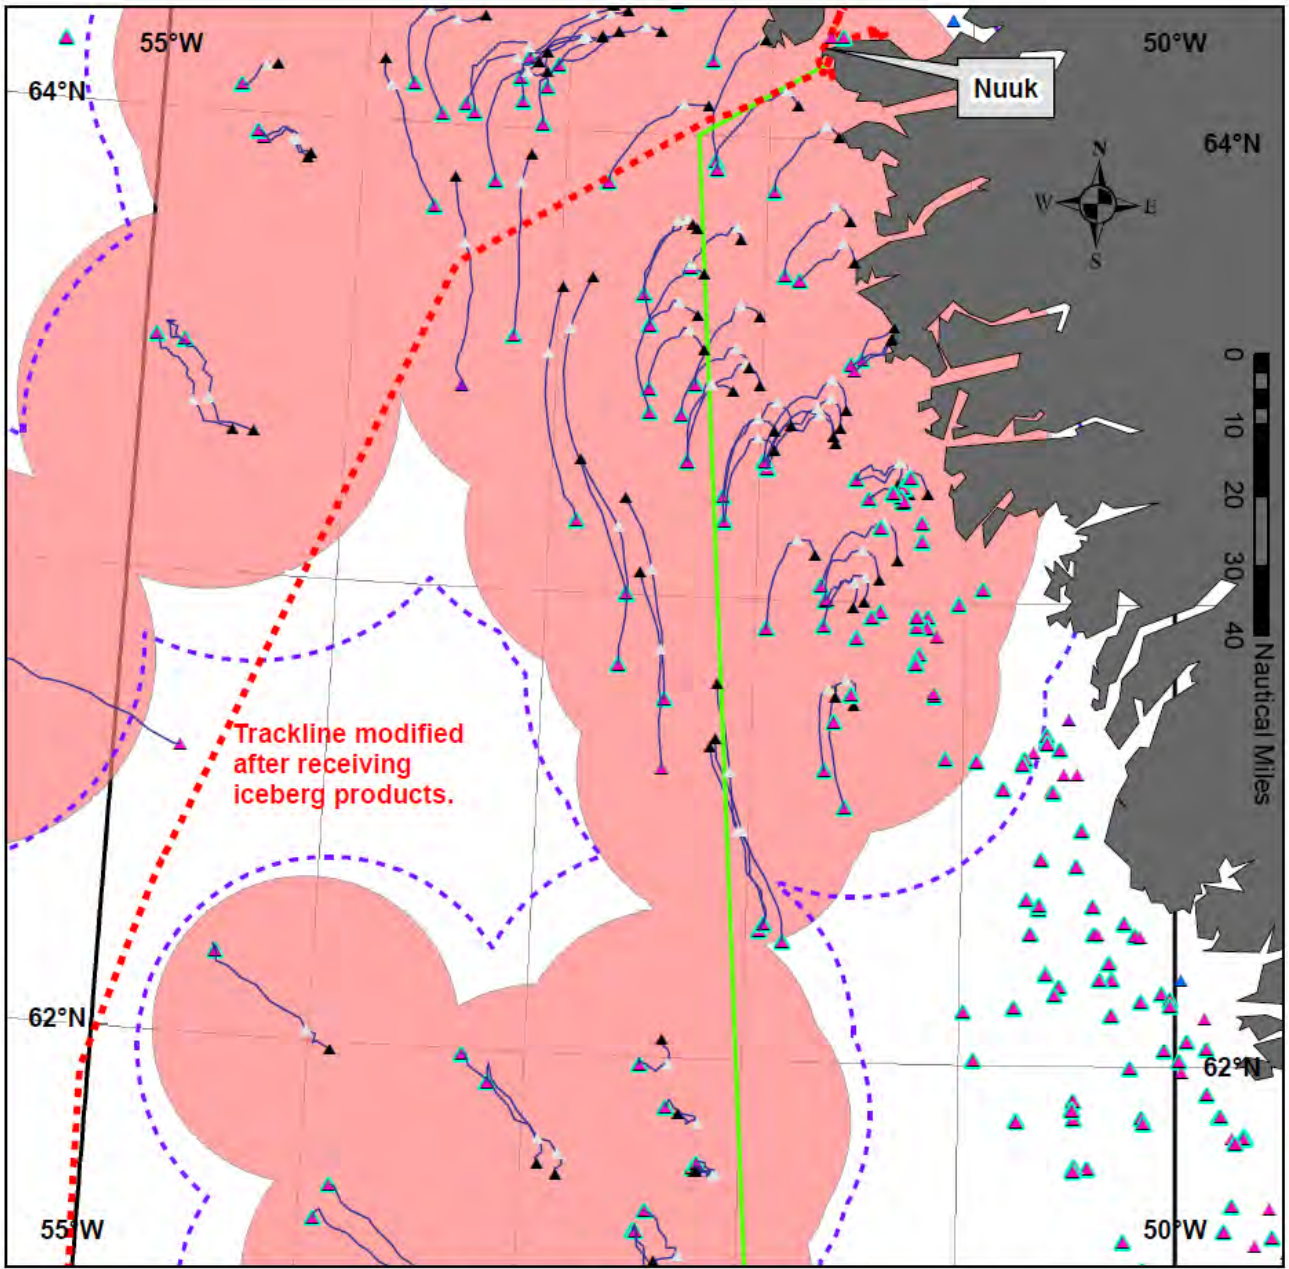 55°W
50°W
64°N
Nuuk
64°N
N
W E
S
0
10
20
30
40
Nautical Miles
Trackline modified
after receiving
iceberg products.
62°N
62°N
55°W
50°W